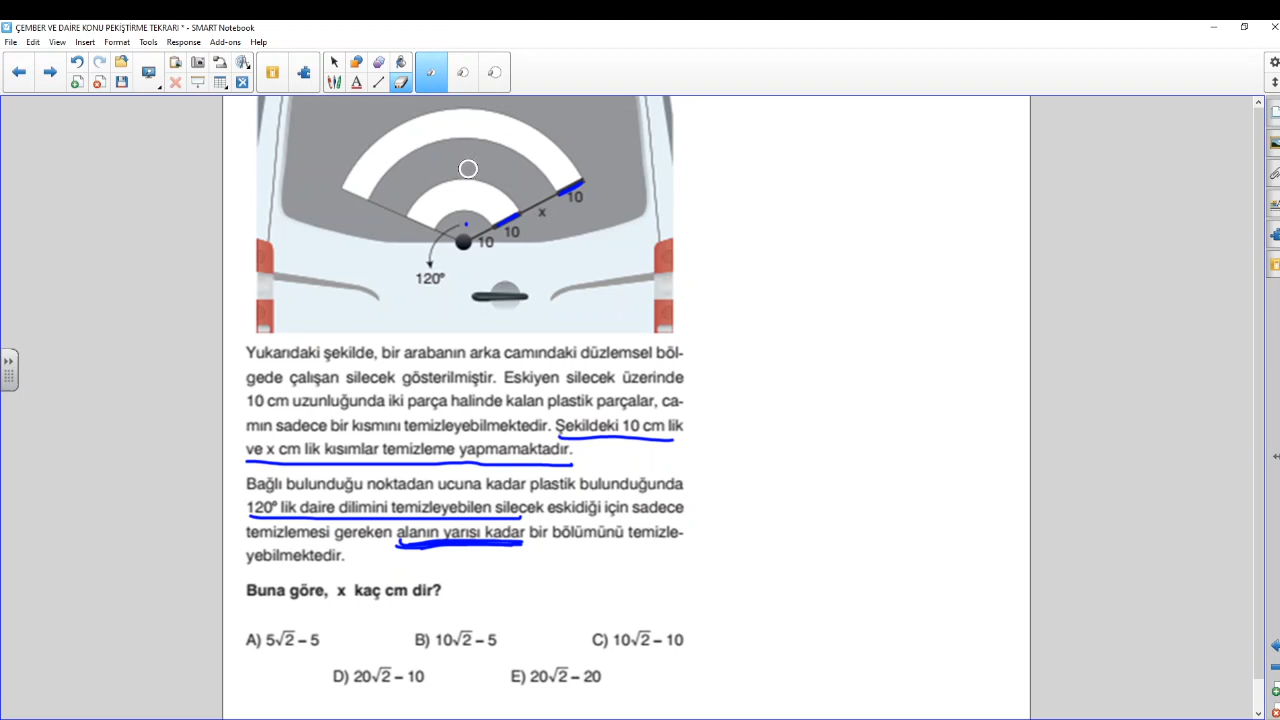 ÇEMBER VE DAİRE KONU PEKİŞTİRME TEKRARI * - SMART Notebook
File Edit View Insert Format Tools Response Add-ons Help
10
x
10
10
120°
Yukarıdaki şekilde, bir arabanın arka camındaki düzlemsel böl-
gede çalışan silecek gösterilmiştir. Eskiyen silecek üzerinde
10 cm uzunluğunda iki parça halinde kalan plastik parçalar, ca-
mın sadece bir kısmını temizleyebilmektedir. Şekildeki 10 cm lik
ve x cm lik kısımlar temizleme yapmamaktadır.
Bağlı bulunduğu noktadan ucuna kadar plastik bulunduğunda
120° lik daire dilimini temizleyebilen silecek eskidiği için sadece
temizlemesi gereken alanın yarısı kadar bir bölümünü temizle-
yebilmektedir.
Buna göre, x kaç cm dir?
A) 5√2 – 5 B) 10√2 – 5 C) 10√2 – 10
D) 20√2 – 10 E) 20√2 – 20